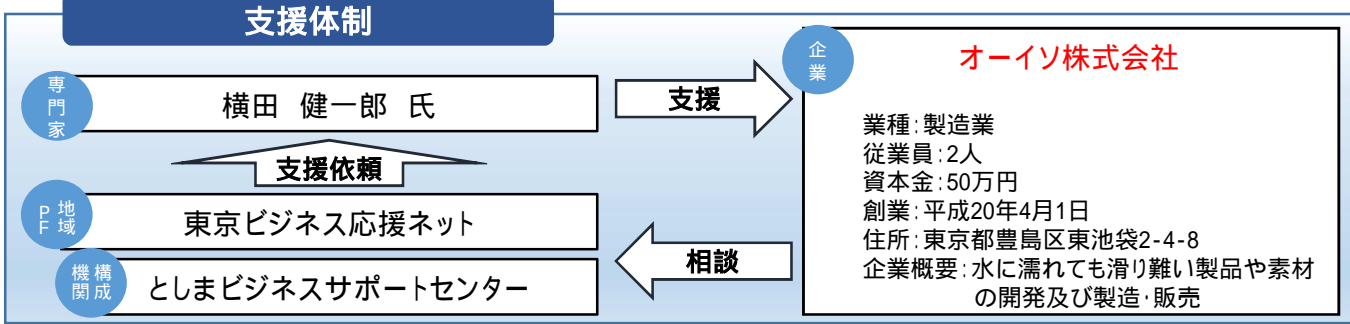 支援体制
専門家
横田 健一郎 氏
支援
支援依頼
地域PF
東京ビジネス応援ネット
構成機関
としまビジネスサポートセンター
相談
企業
オーイソ株式会社
業種:製造業
従業員:2人
資本金:50万円
創業:平成20年4月1日
住所:東京都豊島区東池袋2-4-8
企業概要:水に濡れても滑り難い製品や素材
の開発及び製造・販売